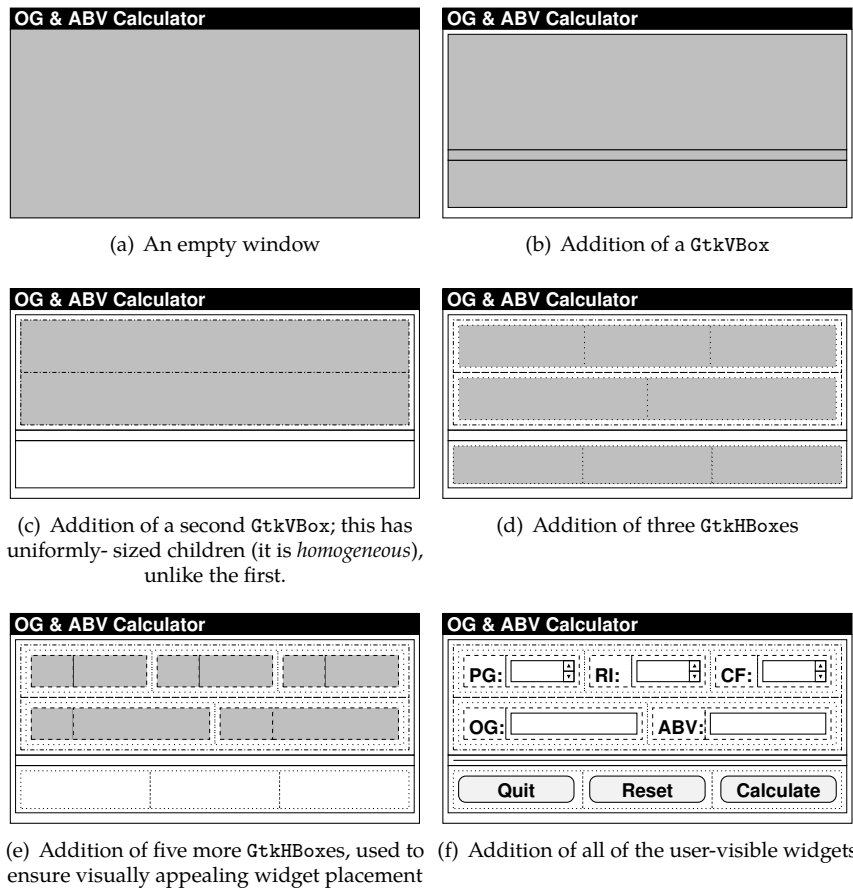 OG & ABV Calculator
OG & ABV Calculator
(a) An empty window
(b) Addition of a GtkVBox
OG & ABV Calculator
OG & ABV Calculator
(c) Addition of a second GtkVBox; this has
uniformly- sized children (it is homogeneous),
unlike the first.
(d) Addition of three GtkHBoxes
OG & ABV Calculator
OG & ABV Calculator
PG:
RI:
CF:
OG:
ABV:
Quit
Reset
Calculate
(e) Addition of five more GtkHBoxes, used to
ensure visually appealing widget placement
(f) Addition of all of the user-visible widgets